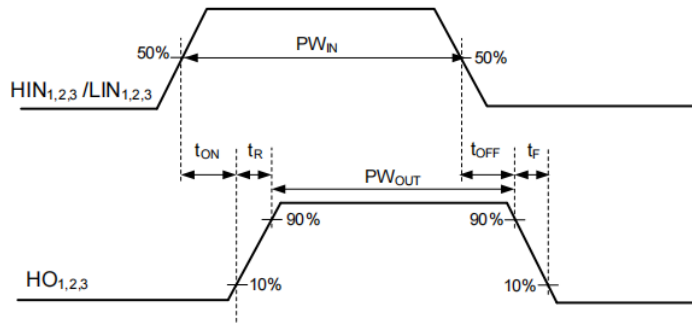 PW_IN
50% 50%
HIN1,2,3 /LIN1,2,3
tON tR tOFF tF
PWOUT
90% 90%
HO1,2,3 10% 10%